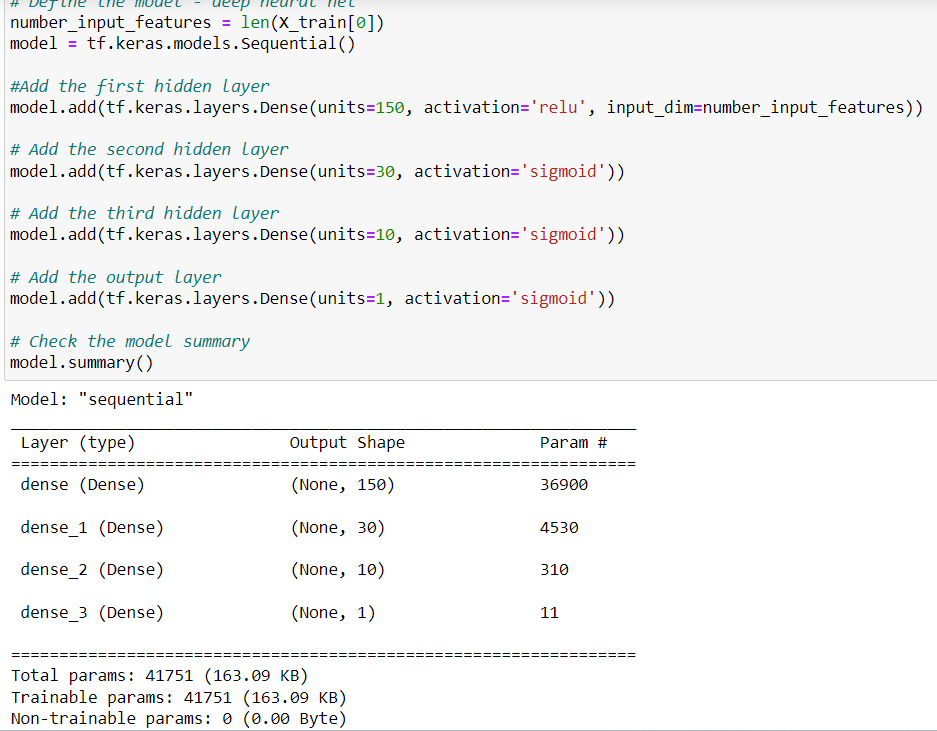 # Define the model - deep neural net
number_input_features = len(X_train[0])
model = tf.keras.models.Sequential()
#Add the first hidden layer
model.add(tf.keras.layers.Dense(units=150, activation='relu', input_dim=number_input_features))
# Add the second hidden layer
model.add(tf.keras.layers.Dense(units=30, activation='sigmoid'))
# Add the third hidden layer
model.add(tf.keras.layers.Dense(units=10, activation='sigmoid'))
# Add the output layer
model.add(tf.keras.layers.Dense(units=1, activation='sigmoid'))
# Check the model summary
model.summary()
Model: "sequential"
_________________________________________________________________
Layer (type) Output Shape Param #
=================================================================
dense (Dense) (None, 150) 36900
dense_1 (Dense) (None, 30) 4530
dense_2 (Dense) (None, 10) 310
dense_3 (Dense) (None, 1) 11
=================================================================
Total params: 41751 (163.09 KB)
Trainable params: 41751 (163.09 KB)
Non-trainable params: 0 (0.00 Byte)